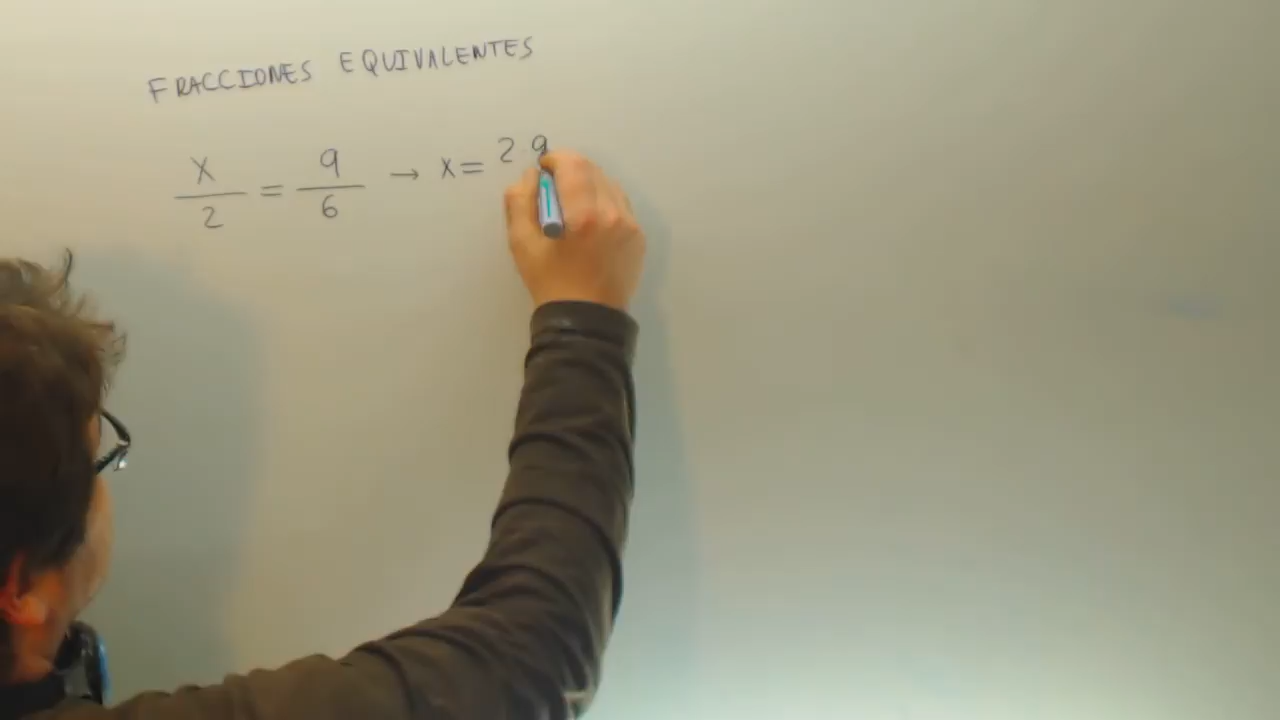 FRACCIONES EQUIVALENTES
x/2 = 9/6 → x = 2 9